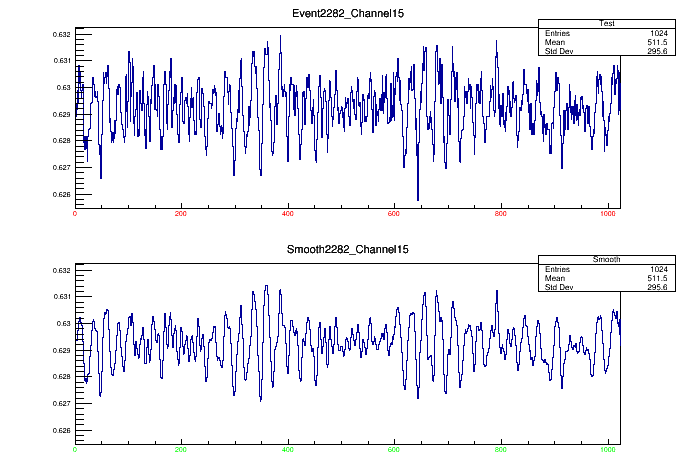 Event2282_Channel15
Test
Entries 1024
Mean 511.5
Std Dev 295.6
0.632
0.631
0.63
0.629
0.628
0.627
0.626
0 200 400 600 800 1000
Smooth2282_Channel15
Smooth
Entries 1024
Mean 511.5
Std Dev 295.6
0.632
0.631
0.63
0.629
0.628
0.627
0.626
0 200 400 600 800 1000